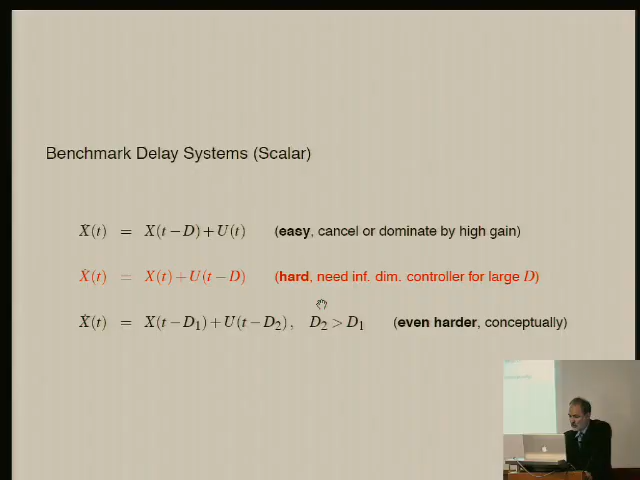 Benchmark Delay Systems (Scalar)
Ẋ(t) = X(t−D)+U(t) (easy, cancel or dominate by high gain)
Ẋ(t) = X(t)+U(t−D) (hard, need inf. dim. controller for large D)
Ẋ(t) = X(t−D₁)+U(t−D₂), D₂>D₁ (even harder, conceptually)